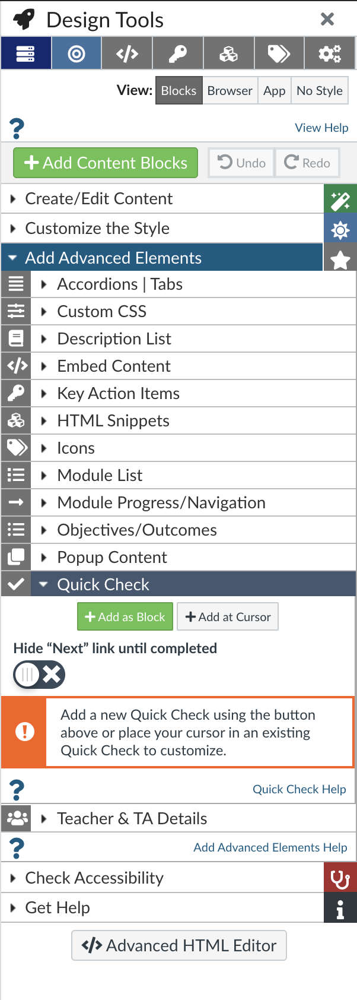 Design Tools
View: Blocks Browser App No Style
View Help
Add Content Blocks Undo Redo
Create/Edit Content
Customize the Style
Add Advanced Elements
Accordions | Tabs
Custom CSS
Description List
Embed Content
Key Action Items
HTML Snippets
Icons
Module List
Module Progress/Navigation
Objectives/Outcomes
Popup Content
Quick Check
Add as Block Add at Cursor
Hide “Next” link until completed
Add a new Quick Check using the button
above or place your cursor in an existing
Quick Check to customize.
Quick Check Help
Teacher & TA Details
Add Advanced Elements Help
Check Accessibility
Get Help
</> Advanced HTML Editor